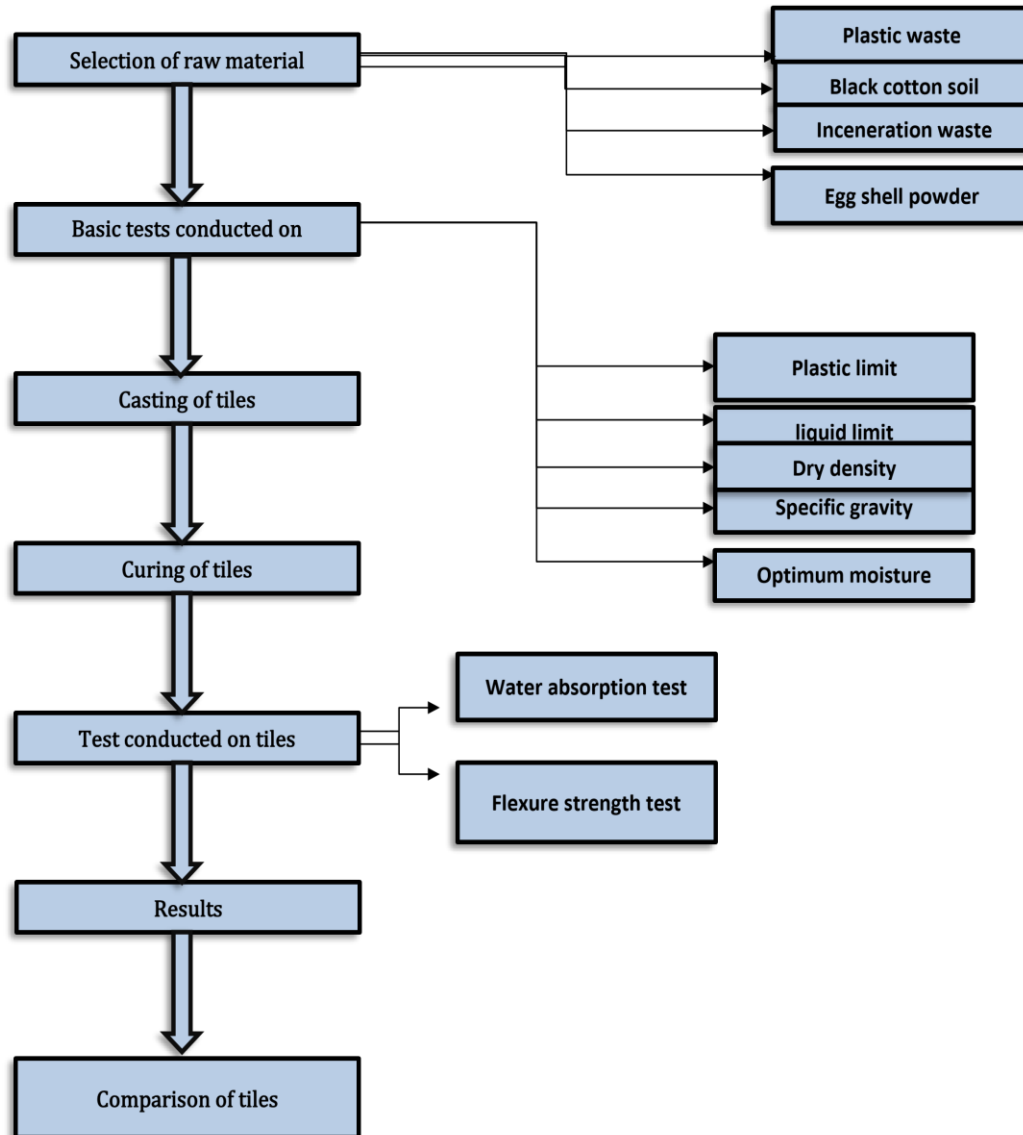 Selection of raw material
Plastic waste
Black cotton soil
Inceneration waste
Egg shell powder
Basic tests conducted on
Plastic limit
liquid limit
Dry density
Specific gravity
Optimum moisture
Casting of tiles
Curing of tiles
Test conducted on tiles
Water absorption test
Flexure strength test
Results
Comparison of tiles